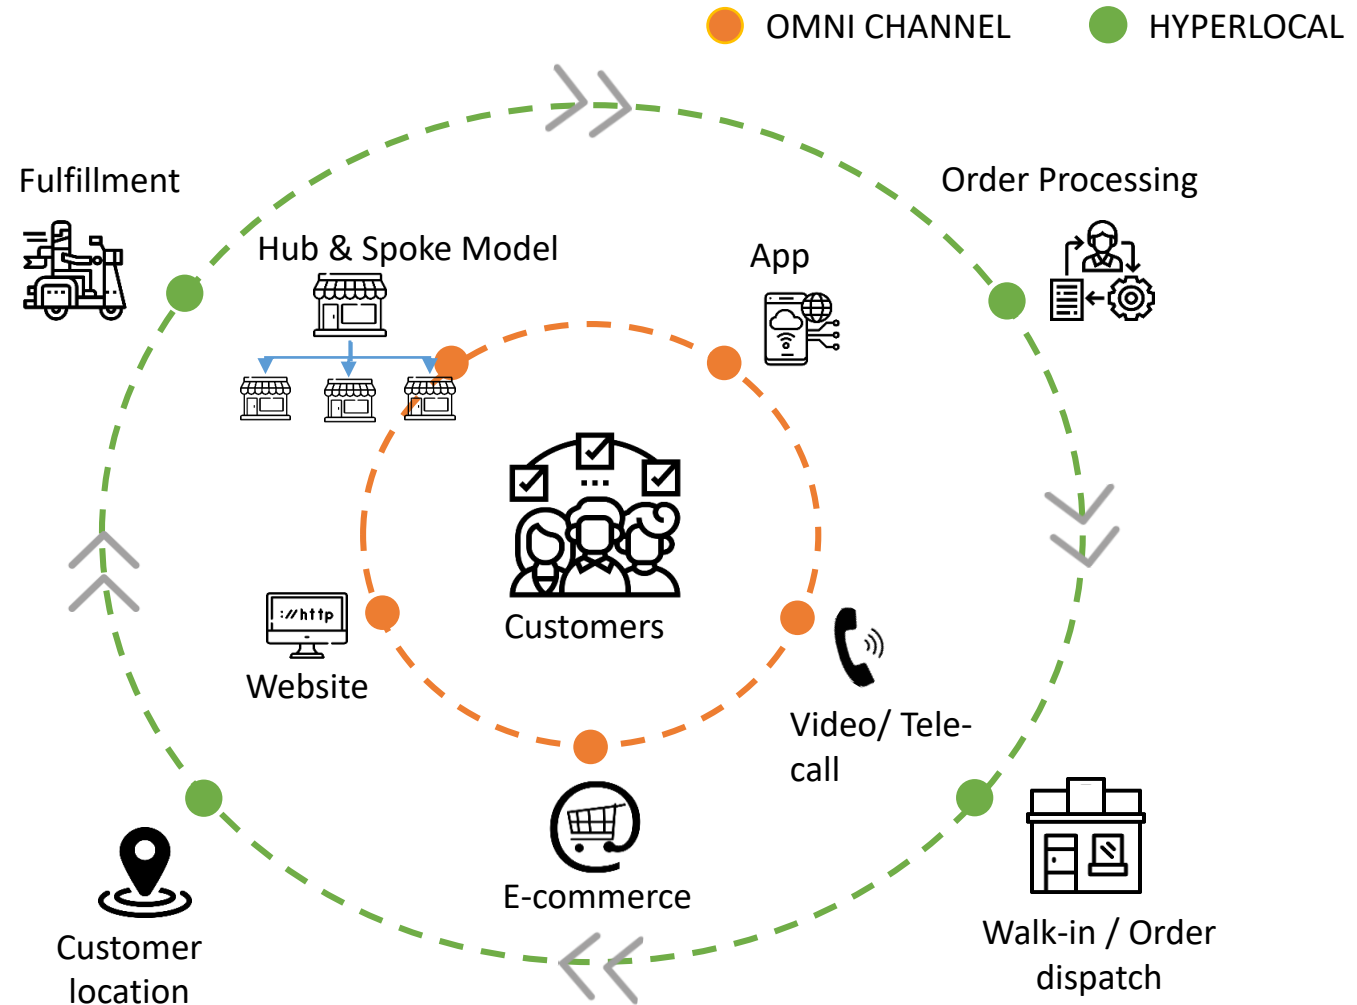 OMNI CHANNEL
HYPERLOCAL
Fulfillment
Order Processing
Hub & Spoke Model
App
://http
Customers
Website
Video/ Tele-
call
E-commerce
Walk-in / Order
dispatch
Customer
location